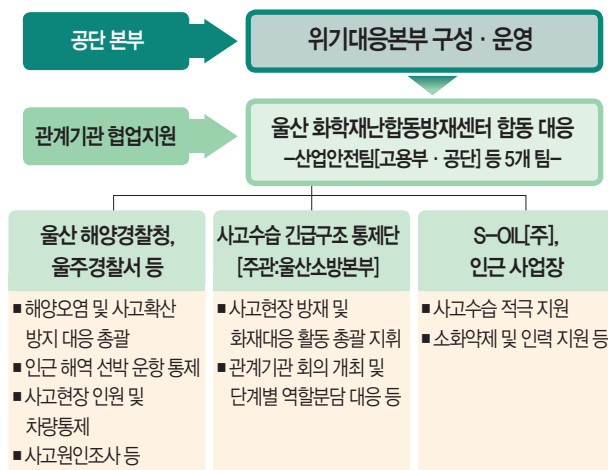 공단 본부
위기대응본부 구성 · 운영
관계기관 협업지원
울산 화학재난합동방재센터 합동 대응
–산업안전팀[고용부 · 공단] 등 5개 팀–
울산 해양경찰청,
울주경찰서 등
■ 해양오염 및 사고확산
방지 대응 총괄
■ 인근 해역 선박 운항 통제
■ 사고현장 인원 및
차량통제
■ 사고원인조사 등
사고수습 긴급구조 통제단
[주관:울산소방본부]
■ 사고현장 방재 및
화재대응 활동 총괄 지휘
■ 관계기관 회의 개최 및
단계별 역할분담 대응 등
S–OIL[주],
인근 사업장
■ 사고수습 적극 지원
■ 소화약제 및 인력 지원 등